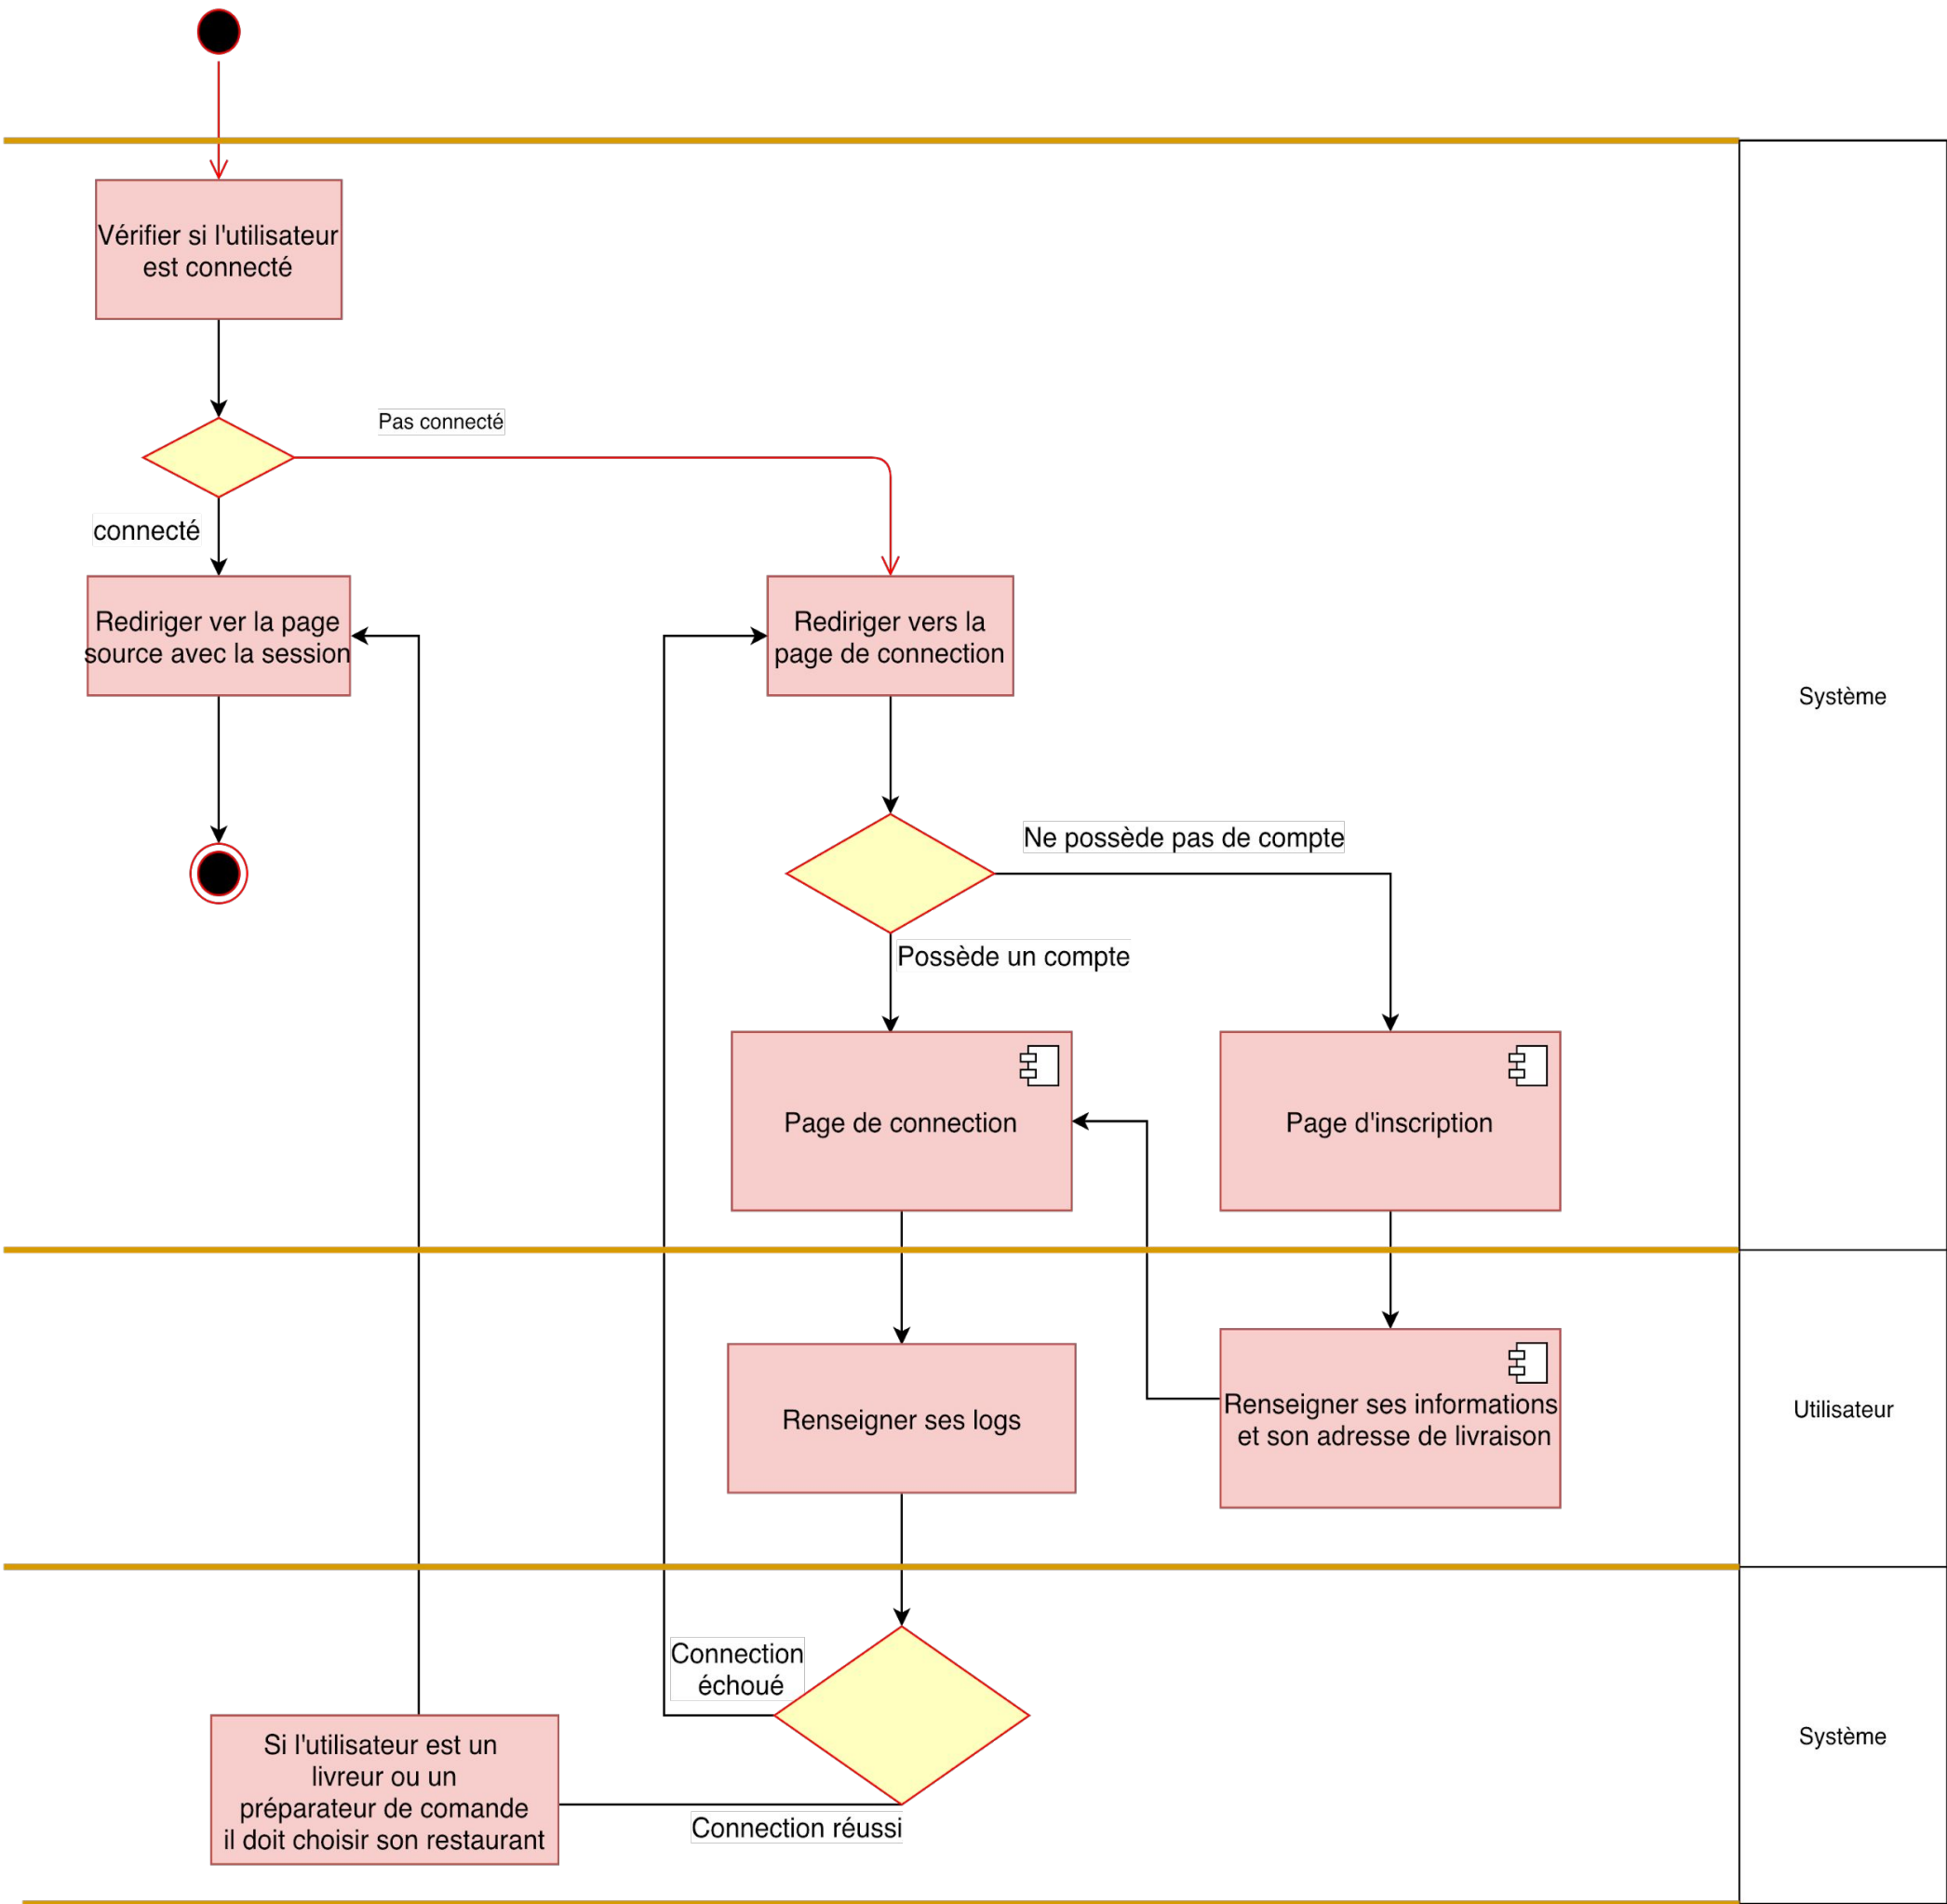 Vérifier si l'utilisateur
est connecté
Pas connecté
connecté
Rediriger ver la page
source avec la session
Rediriger vers la
page de connection
Système
Ne possède pas de compte
Possède un compte
Page de connection
Page d'inscription
Renseigner ses logs
Renseigner ses informations
et son adresse de livraison
Utilisateur
Connection
échoué
Si l'utilisateur est un
livreur ou un
préparateur de comande
il doit choisir son restaurant
Connection réussi
Système